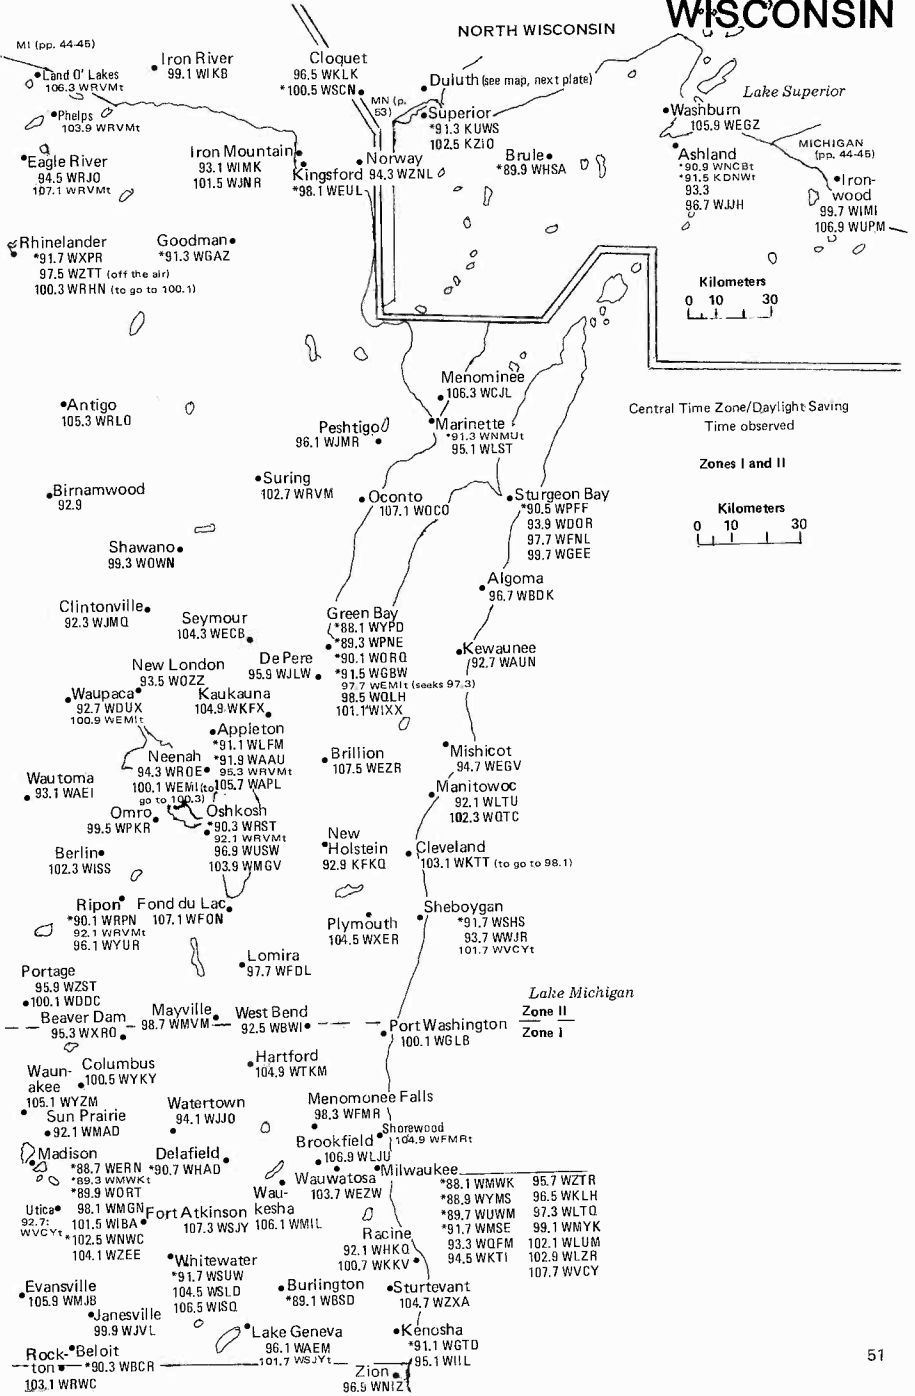 WISCONSIN
NORTH WISCONSIN
MI (pp. 44-45)
Land O' Lakes
106.3 WRVMt
Iron River
99.1 WIKB
Cloquet
96.5 WKLK
*100.5 WSCN
MN (p. 53)
Duluth (see map, next plate)
Superior
*91.3 KUWS
102.5 KZIO
Lake Superior
Washburn
105.9 WEGZ
MICHIGAN
(pp. 44-45)
Phelps
103.9 WRVMt
Eagle River
94.5 WRJO
107.1 WRVMt
Iron Mountain
93.1 WIMK
101.5 WJNR
Kingsford
*98.1 WEUL
Norway
94.3 WZNL
Brule
*89.9 WHSA
Ashland
*90.9 WNCBt
*91.5 KDNWt
93.3
96.7 WJJH
Iron-
wood
99.7 WIMI
106.9 WUPM
Rhinelander
*91.7 WXPR
97.5 WZTT (off the air)
100.3 WRHN (to go to 100.1)
Goodman
*91.3 WGAZ
Kilometers
0 10 30
Menominee
106.3 WCJL
Antigo
105.3 WRLO
Peshtigo
96.1 WJMR
Marinette
*91.3 WNMUt
95.1 WLST
Central Time Zone/Daylight Saving
Time observed
Zones I and II
Kilometers
0 10 30
Birnamwood
92.9
Suring
102.7 WRVM
Oconto
107.1 WOCO
Sturgeon Bay
*90.5 WPFF
93.9 WDOR
97.7 WFNL
99.7 WGEE
Shawano
99.3 WOWN
Algoma
96.7 WBDK
Clintonville
92.3 WJMQ
Seymour
104.3 WECB
Green Bay
*88.1 WYPD
*89.3 WPNE
*90.1 WORQ
*91.5 WGBW
97.7 WEMIt (seeks 97.3)
98.5 WQLH
101.1 WIXX
De Pere
95.9 WJLW
Kewaunee
92.7 WAUN
New London
93.5 WOZZ
Waupaca
92.7 WDUX
100.9 WEMIt
Kaukauna
104.9 WKFX
Appleton
*91.1 WLFM
*91.9 WAAU
95.3 WRVMt
105.7 WAPL
Neenah
94.3 WROE
100.1 WEMI (to
go to 100.3)
Brillion
107.5 WEZR
Mishicot
94.7 WEGV
Wautoma
93.1 WAEI
Manitowoc
92.1 WLTU
102.3 WQTC
Omro
99.5 WPKR
Oshkosh
*90.3 WRST
92.1 WRVMt
96.9 WUSW
103.9 WMGV
Berlin
102.3 WISS
New
Holstein
92.9 KFKQ
Cleveland
103.1 WKTT (to go to 98.1)
Ripon
*90.1 WRPN
92.1 WRVMt
96.1 WYUR
Fond du Lac
107.1 WFON
Plymouth
104.5 WXER
Sheboygan
*91.7 WSHS
93.7 WWJR
101.7 WVCYt
Lomira
97.7 WFDL
Portage
95.9 WZST
100.1 WDDC
Lake Michigan
Zone II
Zone I
Beaver Dam
95.3 WXRO
Mayville
98.7 WMVM
West Bend
92.5 WBWI
Port Washington
100.1 WGLB
Hartford
104.9 WTKM
Waun-
akee
105.1 WYZM
Columbus
100.5 WYKY
Sun Prairie
92.1 WMAD
Watertown
94.1 WJJO
Menomonee Falls
98.3 WFMR
Shorewood
104.9 WFMRt
Brookfield
106.9 WLJU
Madison
*88.7 WERN
*89.3 WMWKt
*89.9 WORT
98.1 WMGN
101.5 WIBA
*102.5 WNWC
104.1 WZEE
Delafield
*90.7 WHAD
Wauwatosa
103.7 WEZW
Milwaukee
*88.1 WMWK
*88.9 WYMS
*89.7 WUWM
*91.7 WMSE
93.3 WQFM
94.5 WKTI
95.7 WZTR
96.5 WKLH
97.3 WLTQ
99.1 WMYK
102.1 WLUM
102.9 WLZR
107.7 WVCY
Utica
92.7:
WVCYt
Fort Atkinson
107.3 WSJY
Wau-
kesha
106.1 WMIL
Racine
92.1 WHKQ
100.7 WKKV
Whitewater
*91.7 WSUW
104.5 WSLD
106.5 WISQ
Evansville
105.9 WMJB
Burlington
*89.1 WBSD
Sturtevant
104.7 WZXA
Janesville
99.9 WJVL
Lake Geneva
96.1 WAEM
101.7 WSJYt
Kenosha
*91.1 WGTD
95.1 WIIL
Rock-
ton
103.1 WRWC
Beloit
*90.3 WBCR
Zion
96.9 WNIZ
51